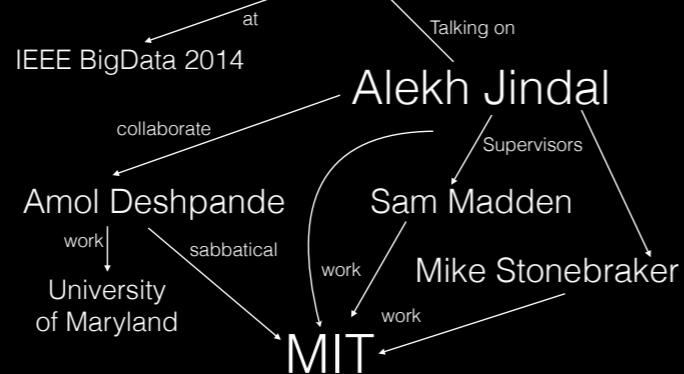 at
Talking on
IEEE BigData 2014
Alekh Jindal
collaborate
Supervisors
Amol Deshpande
Sam Madden
work
sabbatical
University
of Maryland
work
Mike Stonebraker
work
MIT